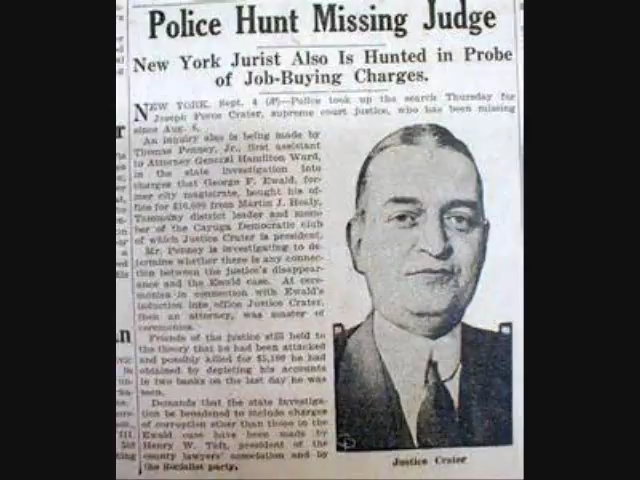 Police Hunt Missing Judge
New York Jurist Also Is Hunted in Probe
of Job-Buying Charges.
NEW YORK, Sept. 4 (AP)—Police took up the search Thursday for
Joseph Force Crater, supreme court justice, who has been missing
since Aug. 6.
An inquiry also is being made by
Thomas Penney, Jr., first assistant
to Attorney General Hamilton Ward,
in the state investigation into
charges that George F. Ewald, for-
mer city magistrate, bought his of-
fice for $10,000 from Martin J. Healy,
Tammany district leader and mem-
ber of the Cayuga Democratic club
of which Justice Crater is president.
Mr. Penney is investigating to de-
termine whether there is any connec-
tion between the justice's disappear-
ance and the Ewald case. At cere-
monies in connection with Ewald's
induction into office Justice Crater,
then an attorney, was master of
ceremonies.
Friends of the justice still held to
the theory that he had been attacked
and possibly killed for $5,100 he had
obtained by depleting his accounts
in two banks on the last day he was
seen.
Demands that the state investiga-
tion be broadened to include charges
of corruption other than those in the
Ewald case have been made by
Henry W. Taft, president of the
county lawyers' association and by
the Socialist party.
Justice Crater